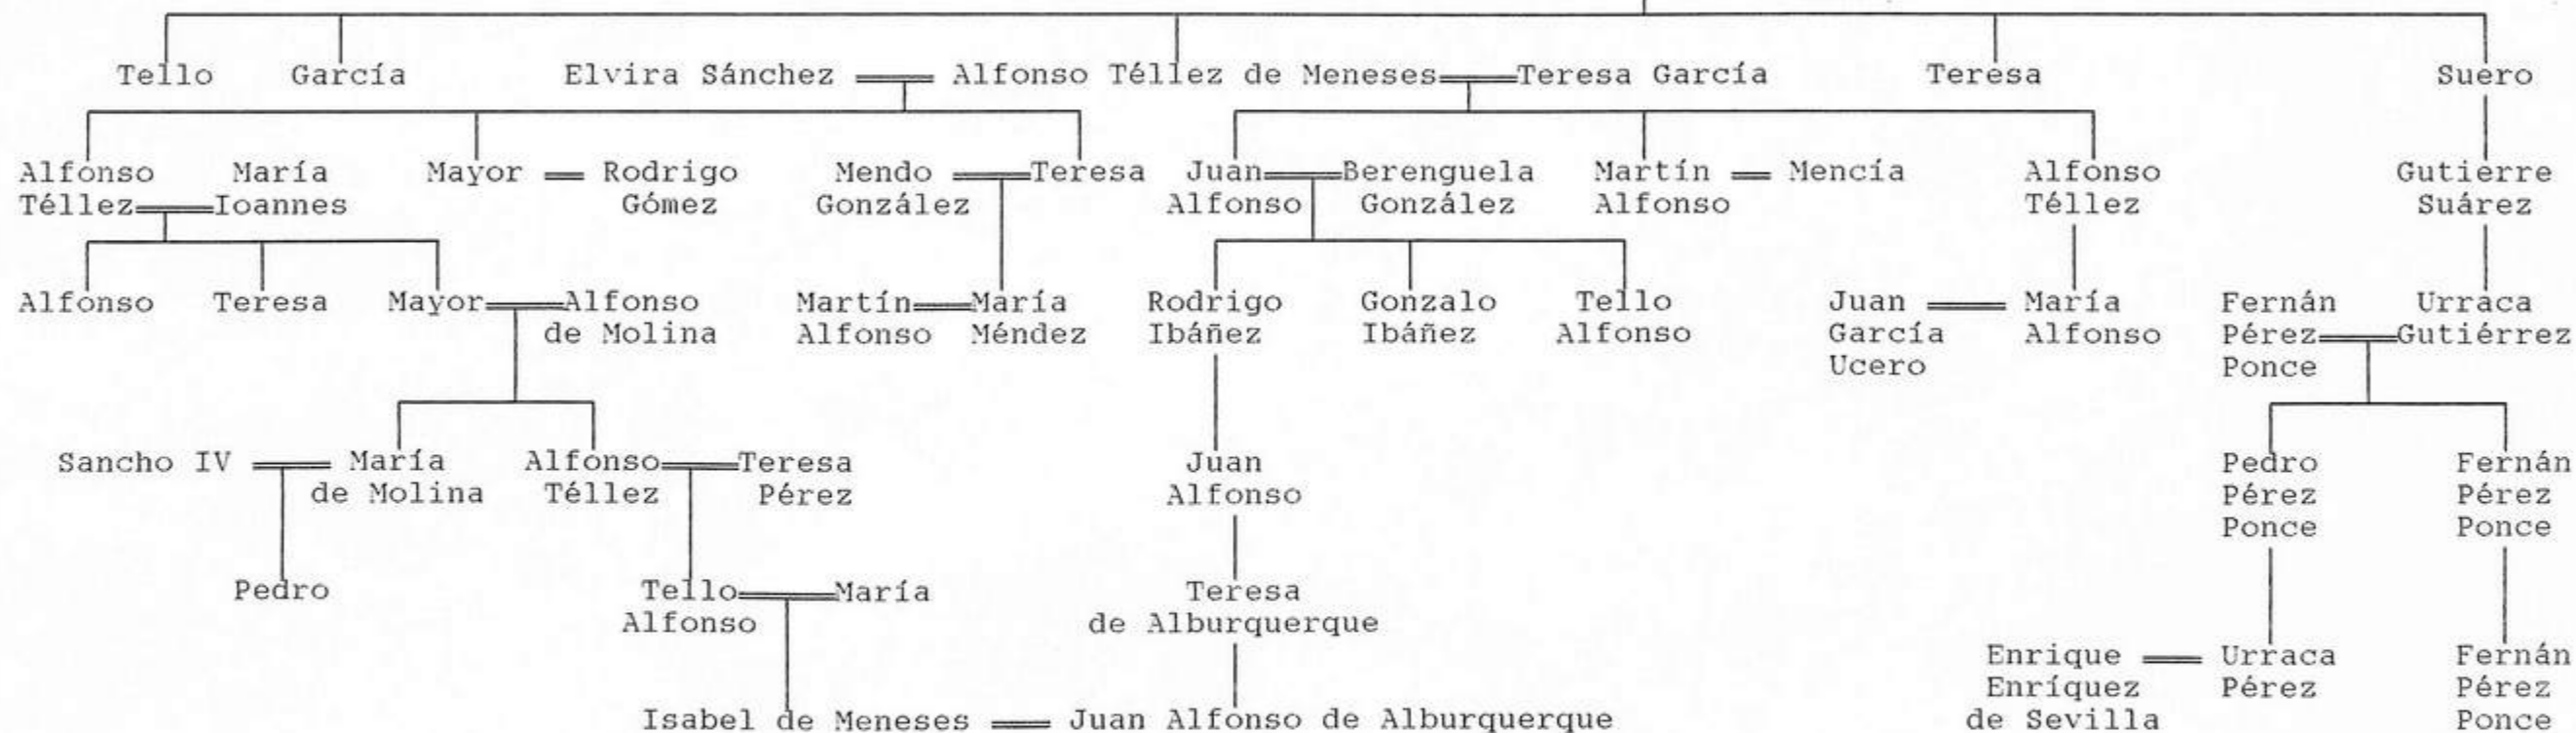 Tello García Elvira Sánchez Alfonso Téllez de Meneses Teresa García Teresa Suero
Alfonso María Mayor Rodrigo Mendo Teresa Juan Berenguela Martín Mencía Alfonso Gutierre
Téllez Ioannes Gómez González Alfonso González Alfonso Téllez Suárez
Alfonso Teresa Mayor Alfonso Martín María Rodrigo Gonzalo Tello Juan María Fernán Urraca
de Molina Alfonso Méndez Ibáñez Ibáñez Alfonso García Alfonso Pérez Gutiérrez
Ucero Ponce
Sancho IV María Alfonso Teresa Juan Pedro Fernán
de Molina Téllez Pérez Alfonso Pérez Pérez
Ponce Ponce
Pedro Tello María Teresa
Alfonso de Alburquerque
Enrique Urraca Fernán
Enríquez Pérez Pérez
Isabel de Meneses Juan Alfonso de Alburquerque de Sevilla Ponce